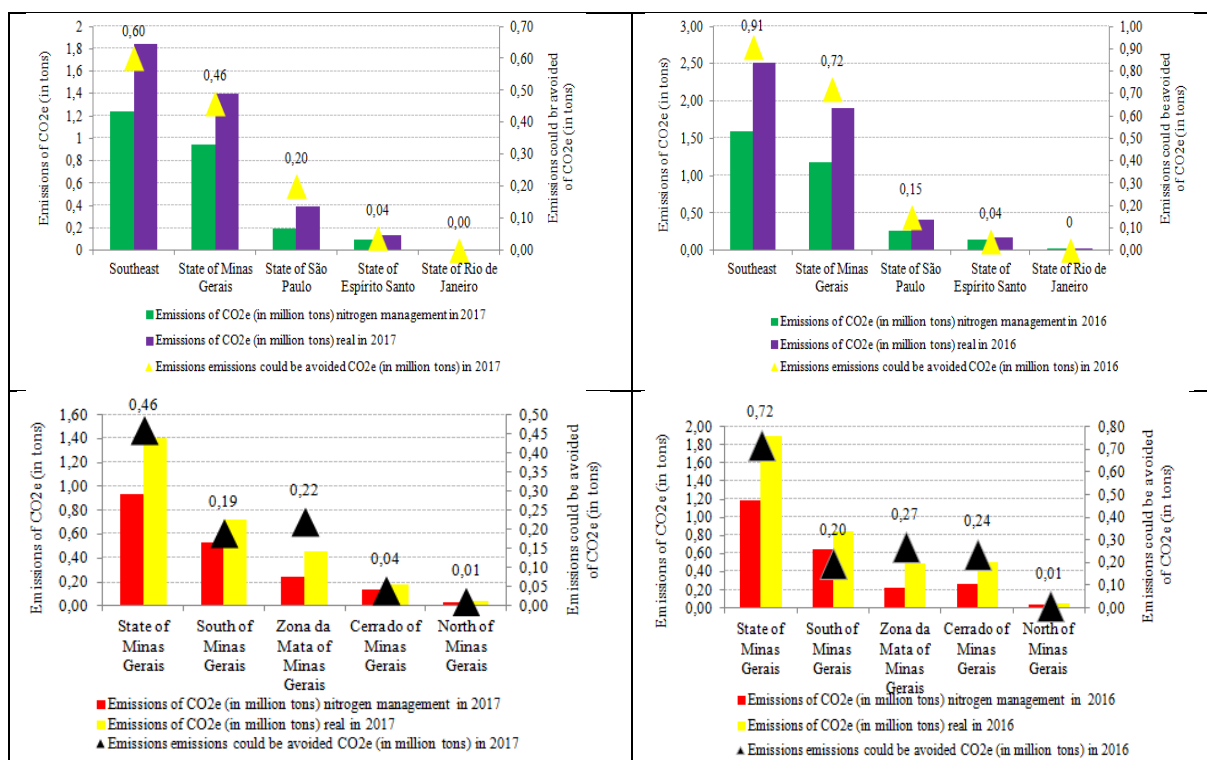 Emissions of CO2e (in tons)
2
1,8
1,6
1,4
1,2
1
0,8
0,6
0,4
0,2
0
0,60
0,46
0,20
0,04
0,00
0,70
0,60
0,50
0,40
0,30
0,20
0,10
0,00
Emissions could br avoided
of CO2e (in tons)
Southeast
State of Minas
Gerais
State of São
Paulo
State of
Espírito Santo
State of Rio de
Janeiro
Emissions of CO2e (in million tons) nitrogen management in 2017
Emissions of CO2e (in million tons) real in 2017
Emissions emissions could be avoided CO2e (in million tons) in 2017
Emissions of CO2e (in tons)
3,00
2,50
2,00
1,50
1,00
0,50
0,00
0,91
0,72
0,15
0,04
0
1,00
0,90
0,80
0,70
0,60
0,50
0,40
0,30
0,20
0,10
0,00
Emissions could be avoided
of CO2e (in tons)
Southeast
State of Minas
Gerais
State of São
Paulo
State of
Espírito Santo
State of Rio de
Janeiro
Emissions of CO2e (in million tons) nitrogen management in 2016
Emissions of CO2e (in million tons) real in 2016
Emissions emissions could be avoided CO2e (in million tons) in 2016
Emissions of CO2e (in tons)
1,60
1,40
1,20
1,00
0,80
0,60
0,40
0,20
0,00
0,46
0,19
0,22
0,04
0,01
0,50
0,45
0,40
0,35
0,30
0,25
0,20
0,15
0,10
0,05
0,00
Emissions could be avoided
of CO2e (in tons)
State of
Minas
Gerais
South of
Minas
Gerais
Zona da
Mata of
Minas
Gerais
Cerrado of
Minas
Gerais
North of
Minas
Gerais
Emissions of CO2e (in million tons) nitrogen management in 2017
Emissions of CO2e (in million tons) real in 2017
Emissions emissions could be avoided CO2e (in million tons) in 2017
Emissions of CO2e (in tons)
2,00
1,80
1,60
1,40
1,20
1,00
0,80
0,60
0,40
0,20
0,00
0,72
0,20
0,27
0,24
0,01
0,80
0,70
0,60
0,50
0,40
0,30
0,20
0,10
0,00
Emissions could be avoided
of CO2e (in tons)
State of
Minas
Gerais
South of
Minas
Gerais
Zona da
Mata of
Minas
Gerais
Cerrado of
Minas
Gerais
North of
Minas
Gerais
Emissions of CO2e (in million tons) nitrogen management in 2016
Emissions of CO2e (in million tons) real in 2016
Emissions emissions could be avoided CO2e (in million tons) in 2016